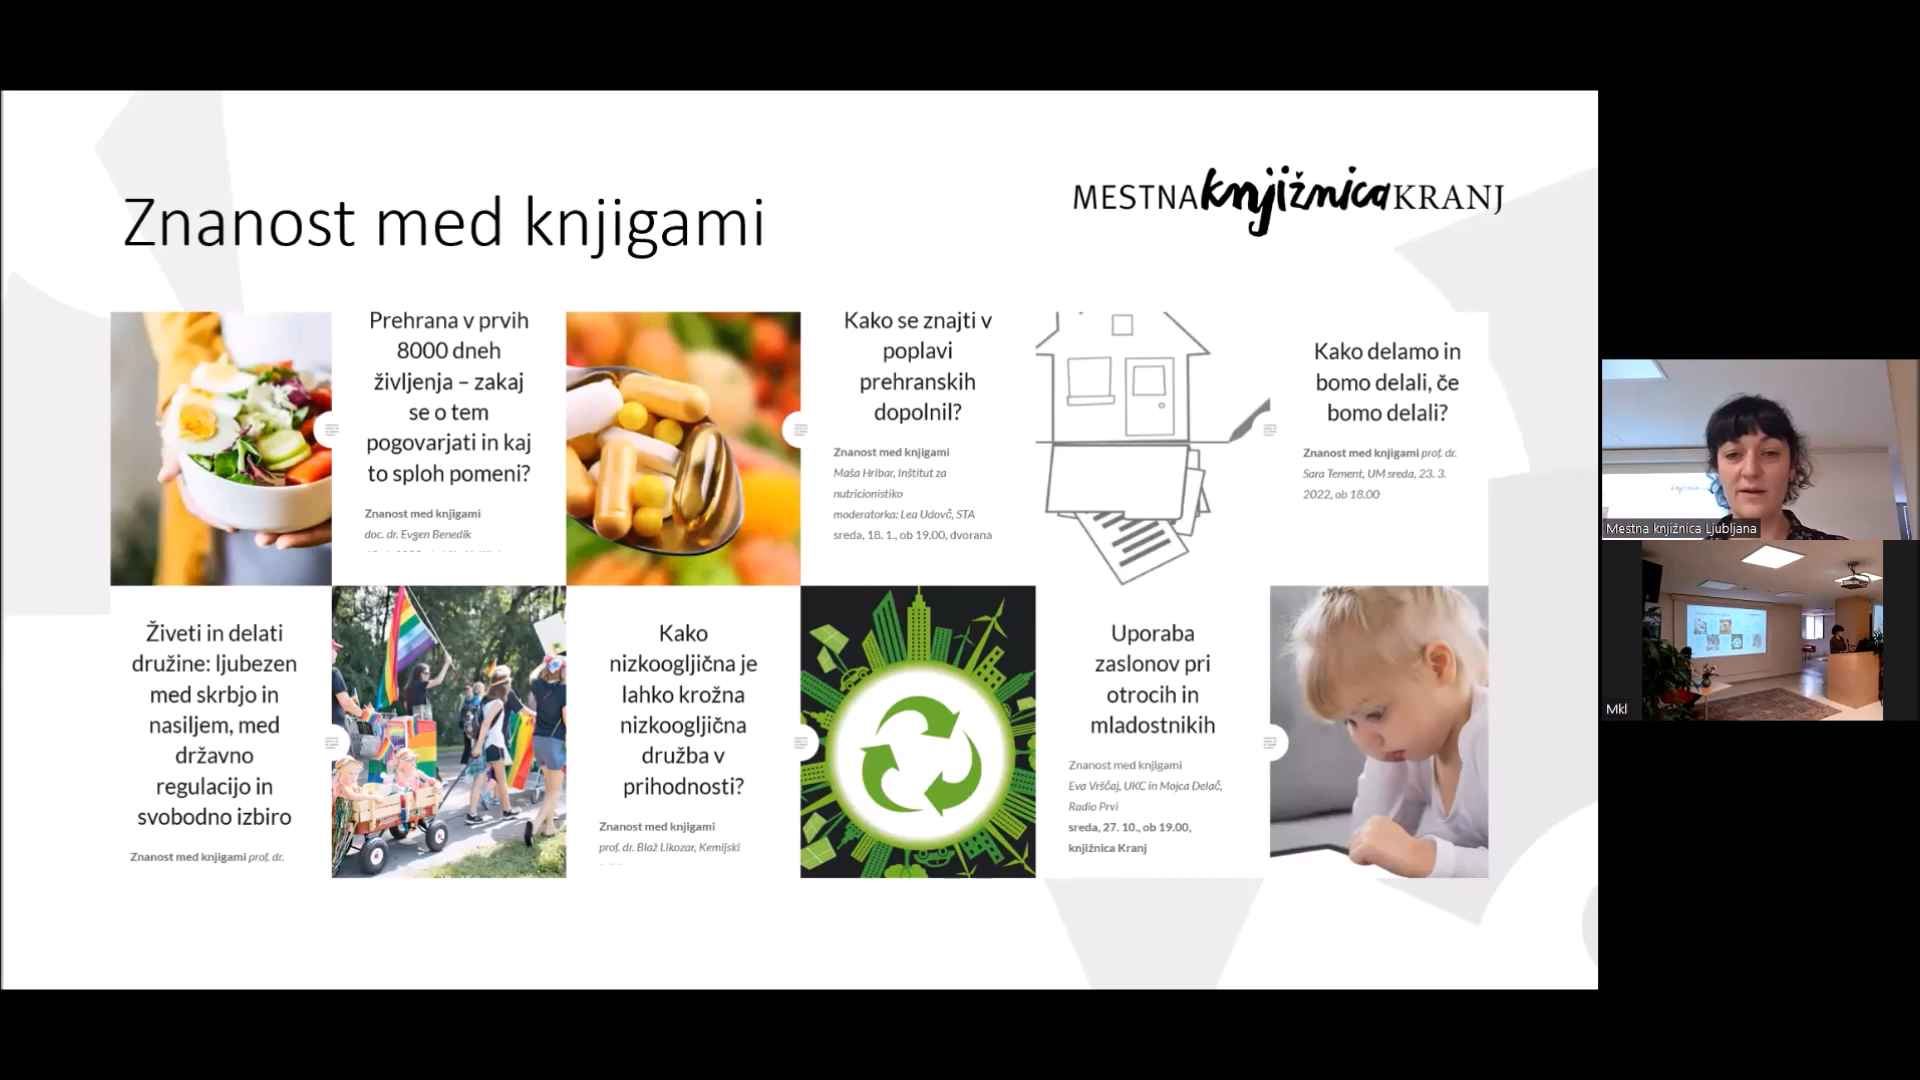 Znanost med knjigami
MESTNA knjižnica KRANJ
Prehrana v prvih
8000 dneh
življenja – zakaj
se o tem
pogovarjati in kaj
to sploh pomeni?
Znanost med knjigami
doc. dr. Evgen Benedik
Kako se znajti v
poplavi
prehranskih
dopolnil?
Znanost med knjigami
Maša Hribar, Inštitut za
nutricionistiko
moderatorka: Lea Udovč, STA
sreda, 18. 1., ob 19.00, dvorana
Kako delamo in
bomo delali, če
bomo delali?
Znanost med knjigami prof. dr.
Sara Tement, UM sreda, 23. 3.
2022, ob 18.00
Živeti in delati
družine: ljubezen
med skrbjo in
nasiljem, med
državno
regulacijo in
svobodno izbiro
Znanost med knjigami prof. dr.
Kako
nizkoogljična je
lahko krožna
nizkoogljična
družba v
prihodnosti?
Znanost med knjigami
prof. dr. Blaž Likozar, Kemijski
Uporaba
zaslonov pri
otrocih in
mladostnikih
Znanost med knjigami
Eva Vrščaj, UKC in Mojca Delač,
Radio Prvi
sreda, 27. 10., ob 19.00,
knjižnica Kranj
Mestna knjižnica Ljubljana
Mkl